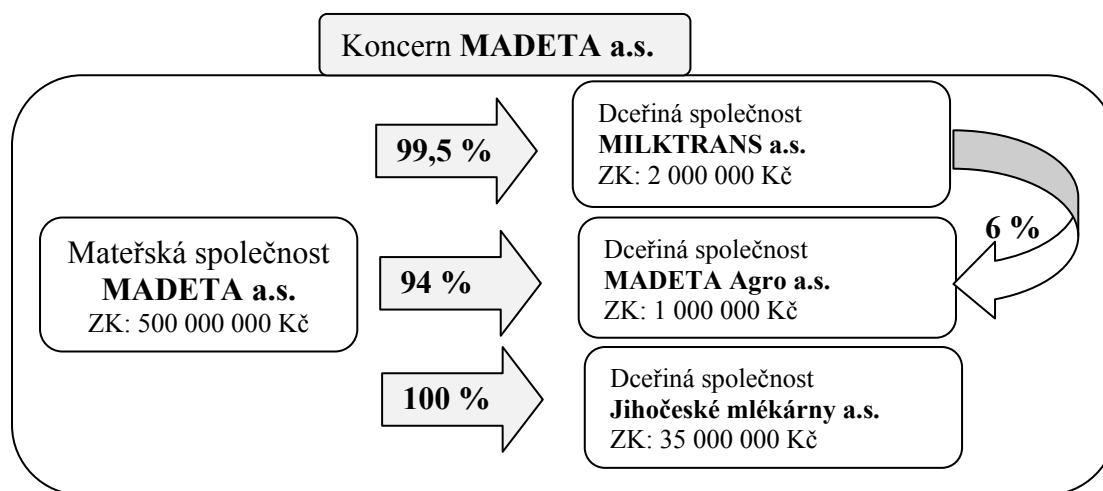 Koncern MADETA a.s.
99,5 %
Dceřiná společnost
MILKTRANS a.s.
ZK: 2 000 000 Kč
6 %
Mateřská společnost
MADETA a.s.
ZK: 500 000 000 Kč
94 %
Dceřiná společnost
MADETA Agro a.s.
ZK: 1 000 000 Kč
100 %
Dceřiná společnost
Jihočeské mlékárny a.s.
ZK: 35 000 000 Kč